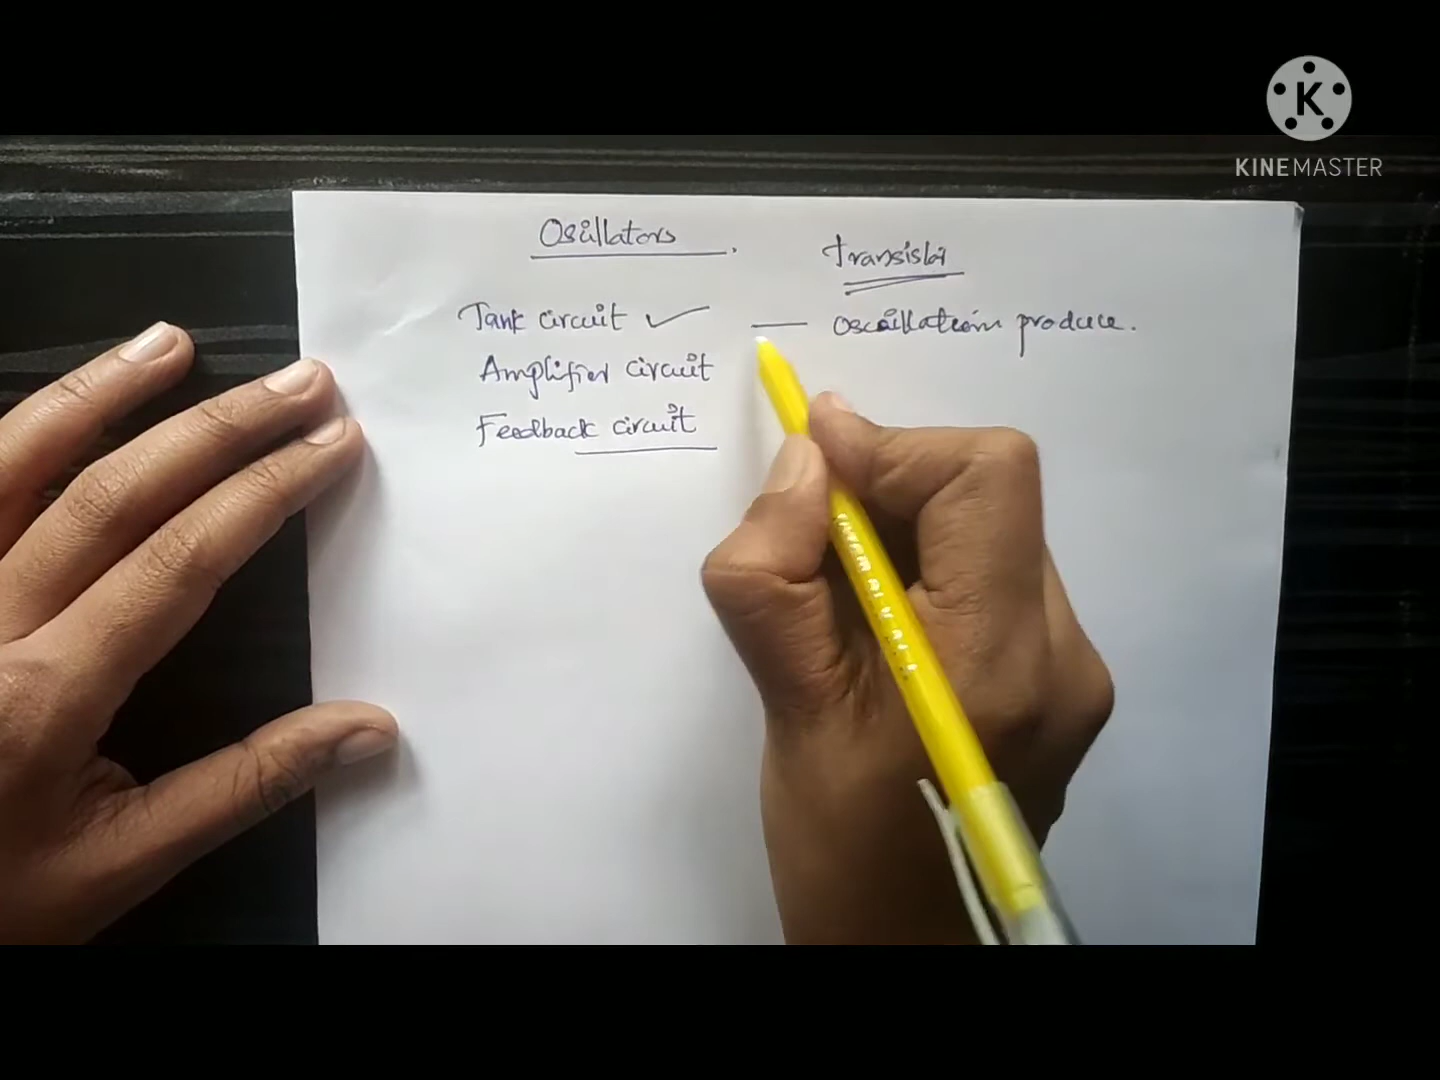 KINEMASTER
Oscillators
Transistor
Tank circuit ✓ — Oscillation produce.
Amplifier circuit
Feedback circuit